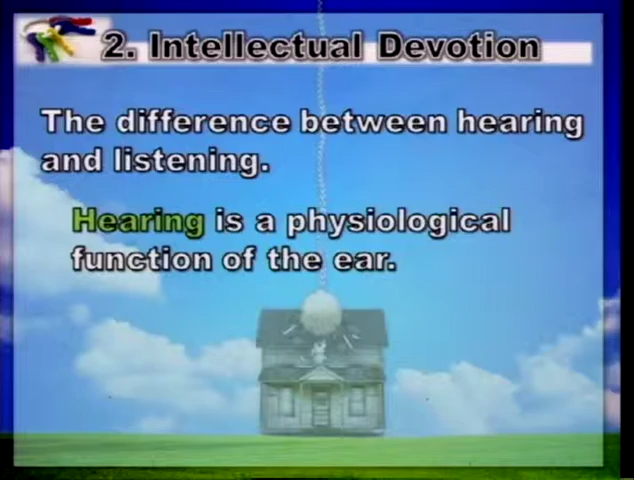 2. Intellectual Devotion
The difference between hearing
and listening.
Hearing is a physiological
function of the ear.